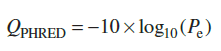 Q_PHRED = −10 × log₁₀ (Pₑ)